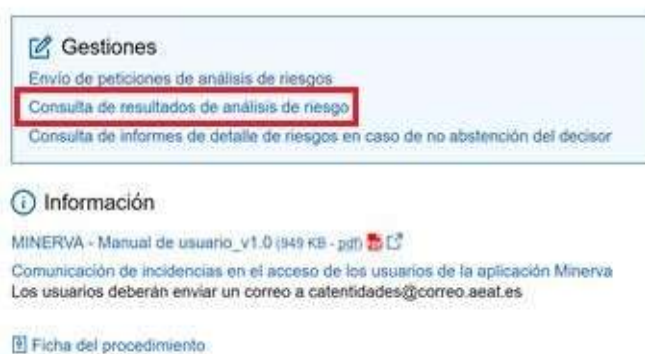 Gestiones
Envío de peticiones de análisis de riesgos
Consulta de resultados de análisis de riesgo
Consulta de informes de detalle de riesgos en caso de no abstención del decisor
Información
MINERVA - Manual de usuario_v1.0 (949 KB - pdf)
Comunicación de incidencias en el acceso de los usuarios de la aplicación Minerva
Los usuarios deberán enviar un correo a catentidades@correo.aeat.es
Ficha del procedimiento